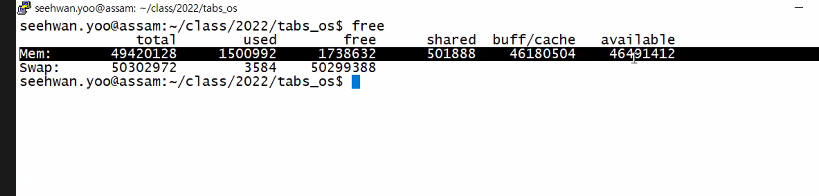 seehwan.yoo@assam: ~/class/2022/tabs_os
seehwan.yoo@assam:~/class/2022/tabs_os$ free
total used free shared buff/cache available
Mem: 49420128 1500992 1738632 501888 46180504 46491412
Swap: 50302972 3584 50299388
seehwan.yoo@assam:~/class/2022/tabs_os$